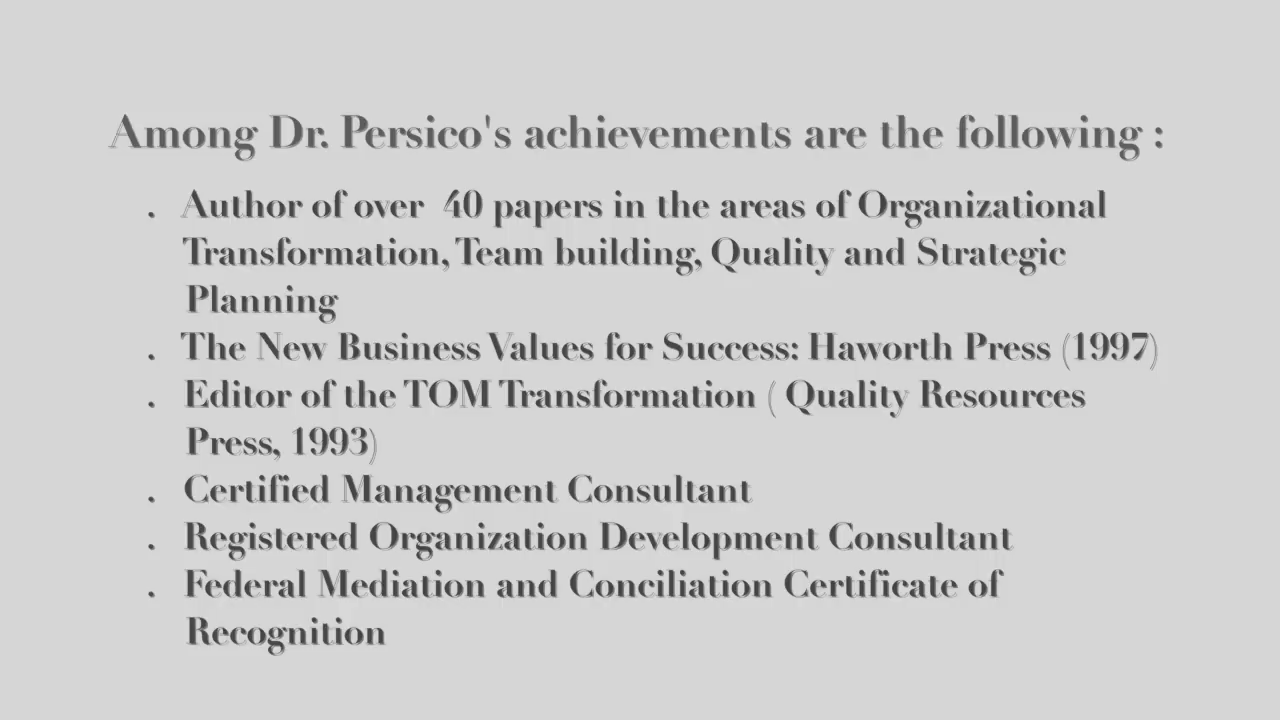 Among Dr. Persico's achievements are the following :
. Author of over 40 papers in the areas of Organizational
Transformation, Team building, Quality and Strategic
Planning
. The New Business Values for Success: Haworth Press (1997)
. Editor of the TOM Transformation ( Quality Resources
Press, 1993)
. Certified Management Consultant
. Registered Organization Development Consultant
. Federal Mediation and Conciliation Certificate of
Recognition